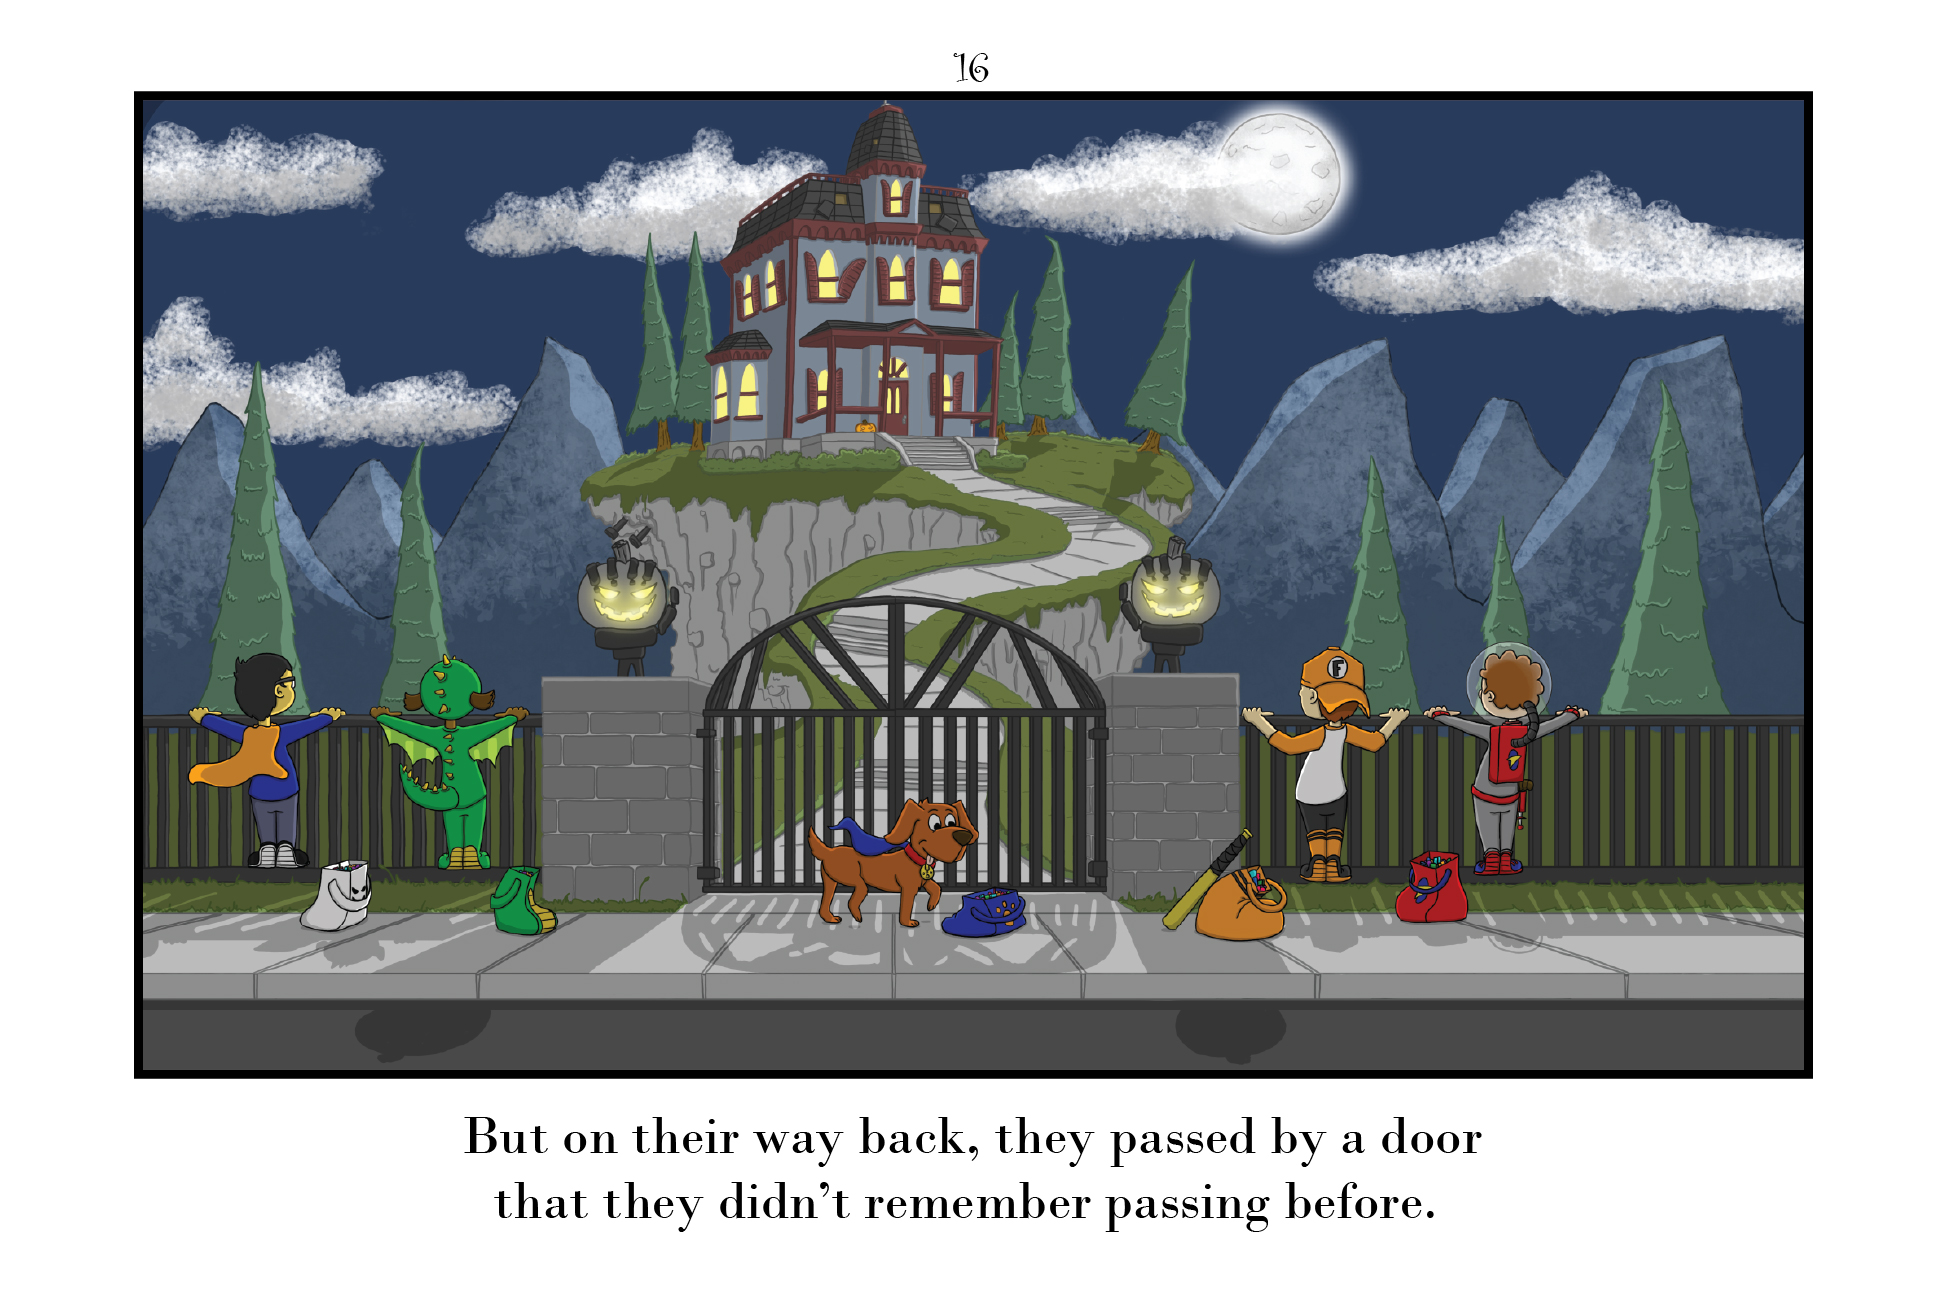 16
F
But on their way back, they passed by a door
that they didn't remember passing before.